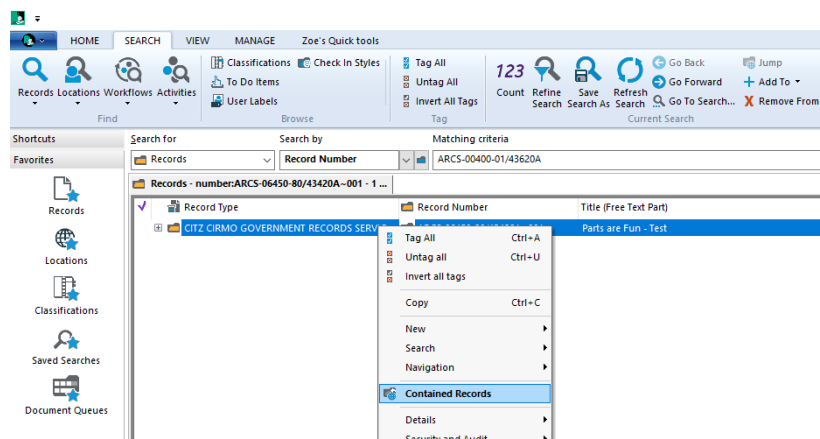 HOME SEARCH VIEW MANAGE Zoe's Quick tools
Classifications Check In Styles Tag All Go Back Jump
To Do Items Untag All 123 Go Forward Add To
Records Locations Workflows Activities User Labels Invert All Tags Count Refine Save Refresh Go To Search... Remove From
Search Search As Search
Find Browse Tag Current Search
Shortcuts Search for Search by Matching criteria
Favorites Records Record Number ARCS-00400-01/43620A
Records - number:ARCS-06450-80/43420A~001 - 1 ...
Record Type Record Number Title (Free Text Part)
Records
CITZ CIRMO GOVERNMENT RECORDS SERV Parts are Fun - Test
Tag All Ctrl+A
Untag all Ctrl+U
Locations
Invert all tags
Copy Ctrl+C
Classifications
New
Search
Saved Searches
Navigation
Contained Records
Document Queues
Details
Security and Audit